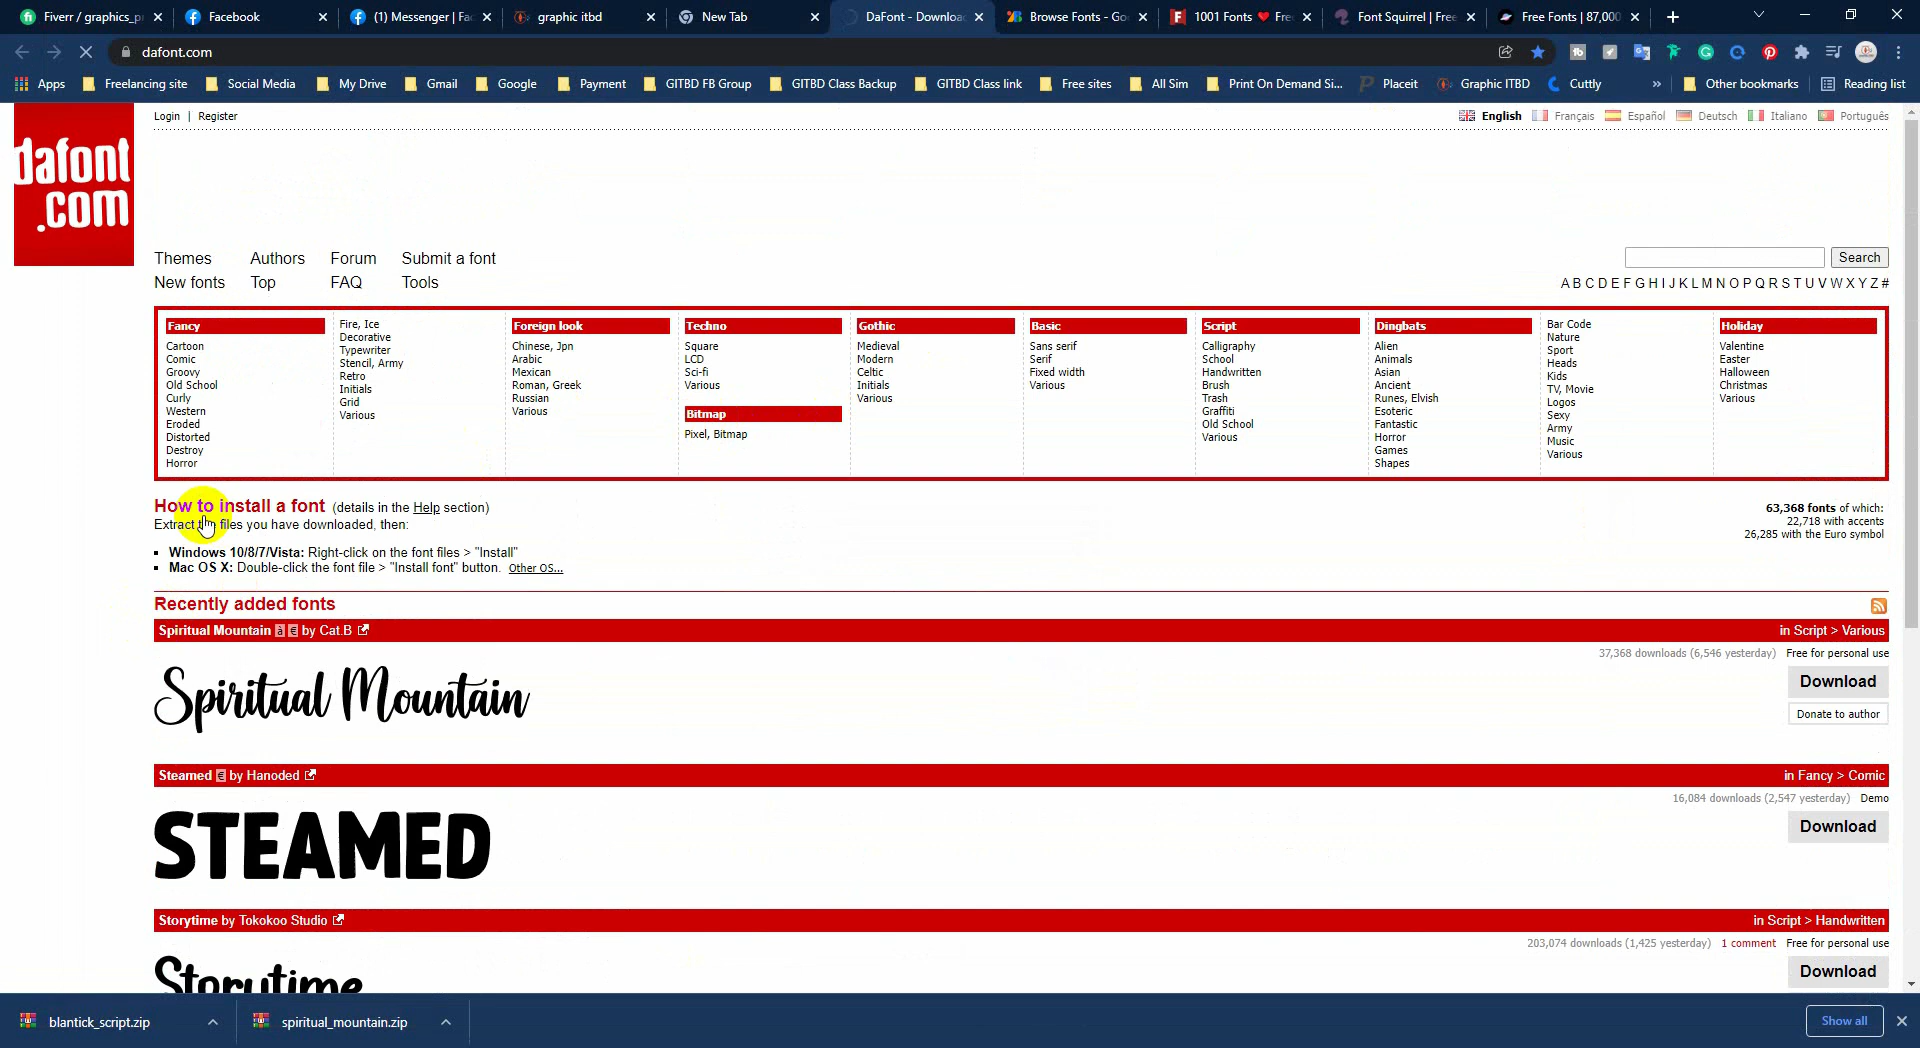 Fiverr / graphics_p
Facebook
(1) Messenger | Fa
graphic itbd
New Tab
DaFont - Downloa
Browse Fonts - Go
1001 Fonts ❤ Fre
Font Squirrel | Fre
Free Fonts | 87,000
dafont.com
Apps
Freelancing site
Social Media
My Drive
Gmail
Google
Payment
GITBD FB Group
GITBD Class Backup
GITBD Class link
Free sites
All Sim
Print On Demand Si...
Placeit
Graphic ITBD
Cuttly
»
Other bookmarks
Reading list
dafont
.com
Login | Register
English
Français
Español
Deutsch
Italiano
Português
Themes Authors Forum Submit a font
New fonts Top FAQ Tools
Search
A B C D E F G H I J K L M N O P Q R S T U V W X Y Z #
Fancy
Cartoon
Comic
Groovy
Old School
Curly
Western
Eroded
Distorted
Destroy
Horror
Fire, Ice
Decorative
Typewriter
Stencil, Army
Retro
Initials
Grid
Various
Foreign look
Chinese, Jpn
Arabic
Mexican
Roman, Greek
Russian
Various
Techno
Square
LCD
Sci-fi
Various
Bitmap
Pixel, Bitmap
Gothic
Medieval
Modern
Celtic
Initials
Various
Basic
Sans serif
Serif
Fixed width
Various
Script
Calligraphy
School
Handwritten
Brush
Trash
Graffiti
Old School
Various
Dingbats
Alien
Animals
Asian
Ancient
Runes, Elvish
Esoteric
Fantastic
Horror
Games
Shapes
Bar Code
Nature
Sport
Heads
Kids
TV, Movie
Logos
Sexy
Army
Music
Various
Holiday
Valentine
Easter
Halloween
Christmas
Various
How to install a font (details in the Help section)
Extract the files you have downloaded, then:
Windows 10/8/7/Vista: Right-click on the font files > "Install"
Mac OS X: Double-click the font file > "Install font" button. Other OS...
63,368 fonts of which:
22,718 with accents
26,285 with the Euro symbol
Recently added fonts
Spiritual Mountain à € by Cat.B
in Script > Various
37,368 downloads (6,546 yesterday) Free for personal use
Spiritual Mountain
Download
Donate to author
Steamed € by Hanoded
in Fancy > Comic
16,084 downloads (2,547 yesterday) Demo
STEAMED
Download
Storytime by Tokokoo Studio
in Script > Handwritten
203,074 downloads (1,425 yesterday) 1 comment Free for personal use
Storytime
Download
blantick_script.zip
spiritual_mountain.zip
Show all